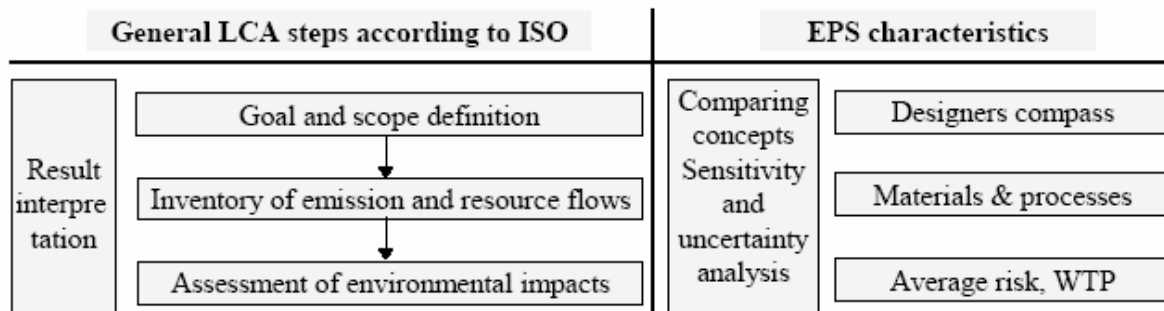 General LCA steps according to ISO
EPS characteristics
Result
interpre
tation
Goal and scope definition
Inventory of emission and resource flows
Assessment of environmental impacts
Comparing
concepts
Sensitivity
and
uncertainty
analysis
Designers compass
Materials & processes
Average risk, WTP